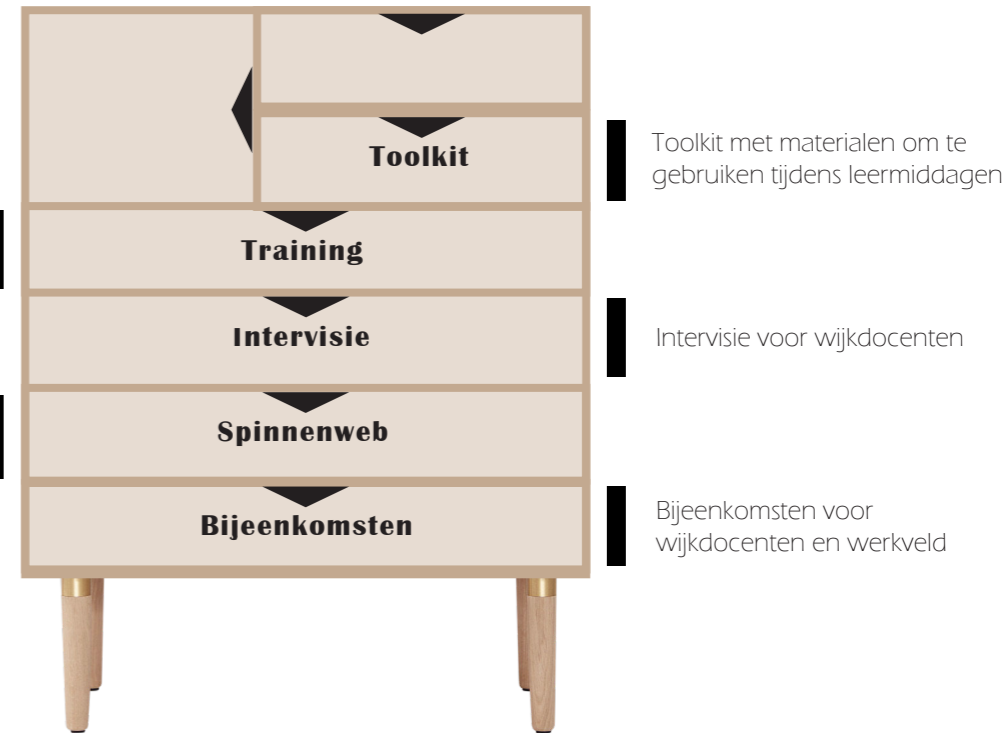 Toolkit
Toolkit met materialen om te
gebruiken tijdens leermiddagen
Training
Intervisie
Intervisie voor wijkdocenten
Spinnenweb
Bijeenkomsten
Bijeenkomsten voor
wijkdocenten en werkveld